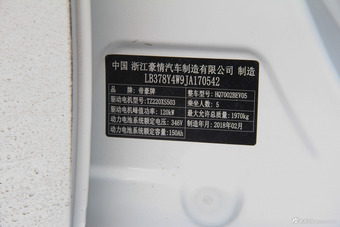 中国 浙江豪情汽车制造有限公司 制造
LB378Y4W9JA170542
品牌：帝豪牌 整车型号：HQ7002BEV05
驱动电机型号：TZ220XS503 乘坐人数：5
驱动电机峰值功率：120kW 最大允许总质量：1970kg
动力电池系统额定电压：346V 制造年月：2018年02月
动力电池系统额定容量：150Ah